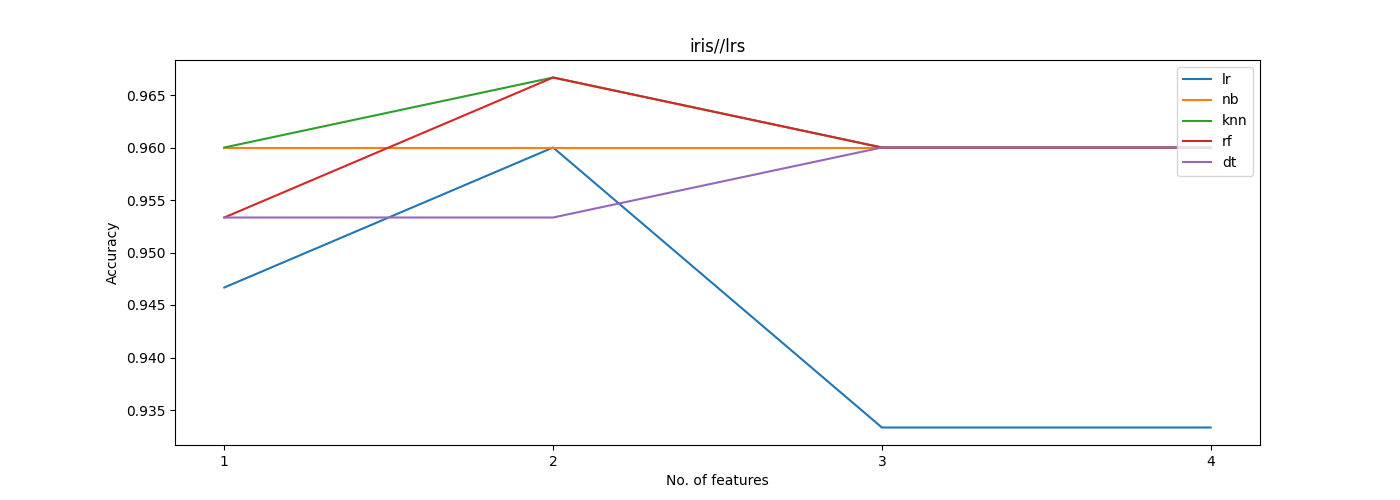 iris//lrs
lr
nb
knn
rf
dt
0.965
0.960
0.955
0.950
0.945
0.940
0.935
Accuracy
1 2 3 4
No. of features